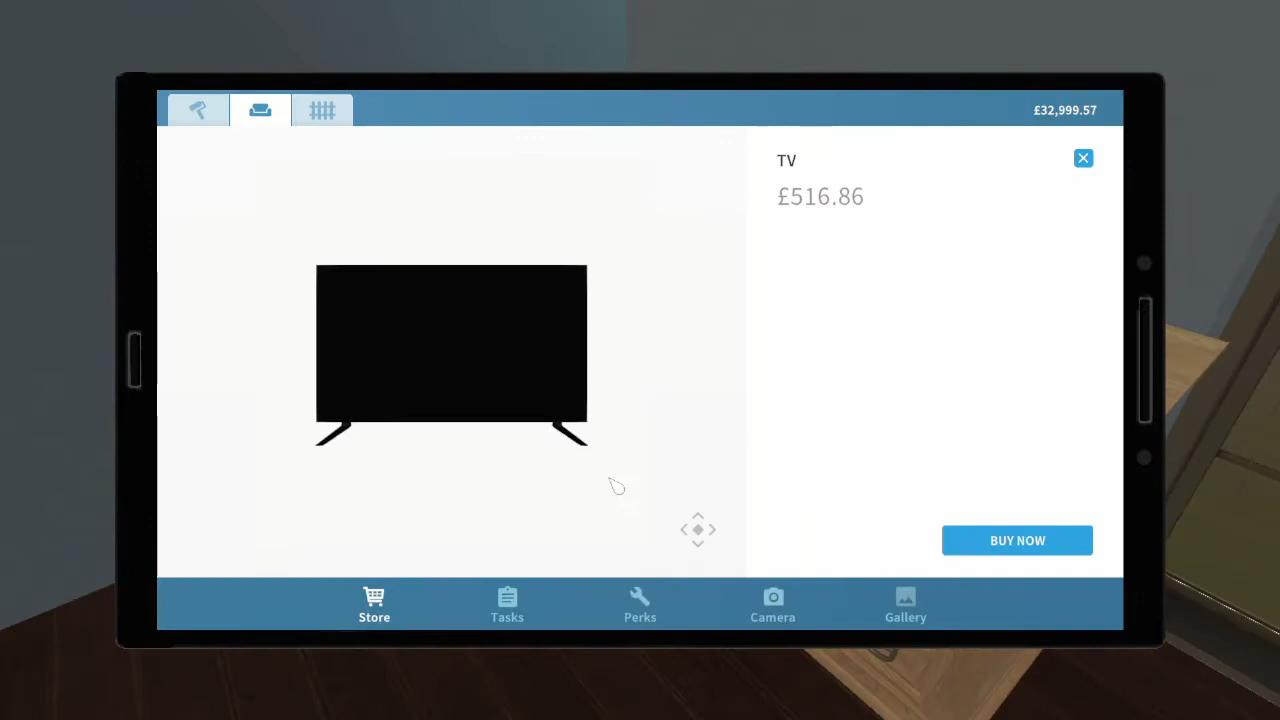 £32,999.57
TV
£516.86
BUY NOW
Store
Tasks
Perks
Camera
Gallery